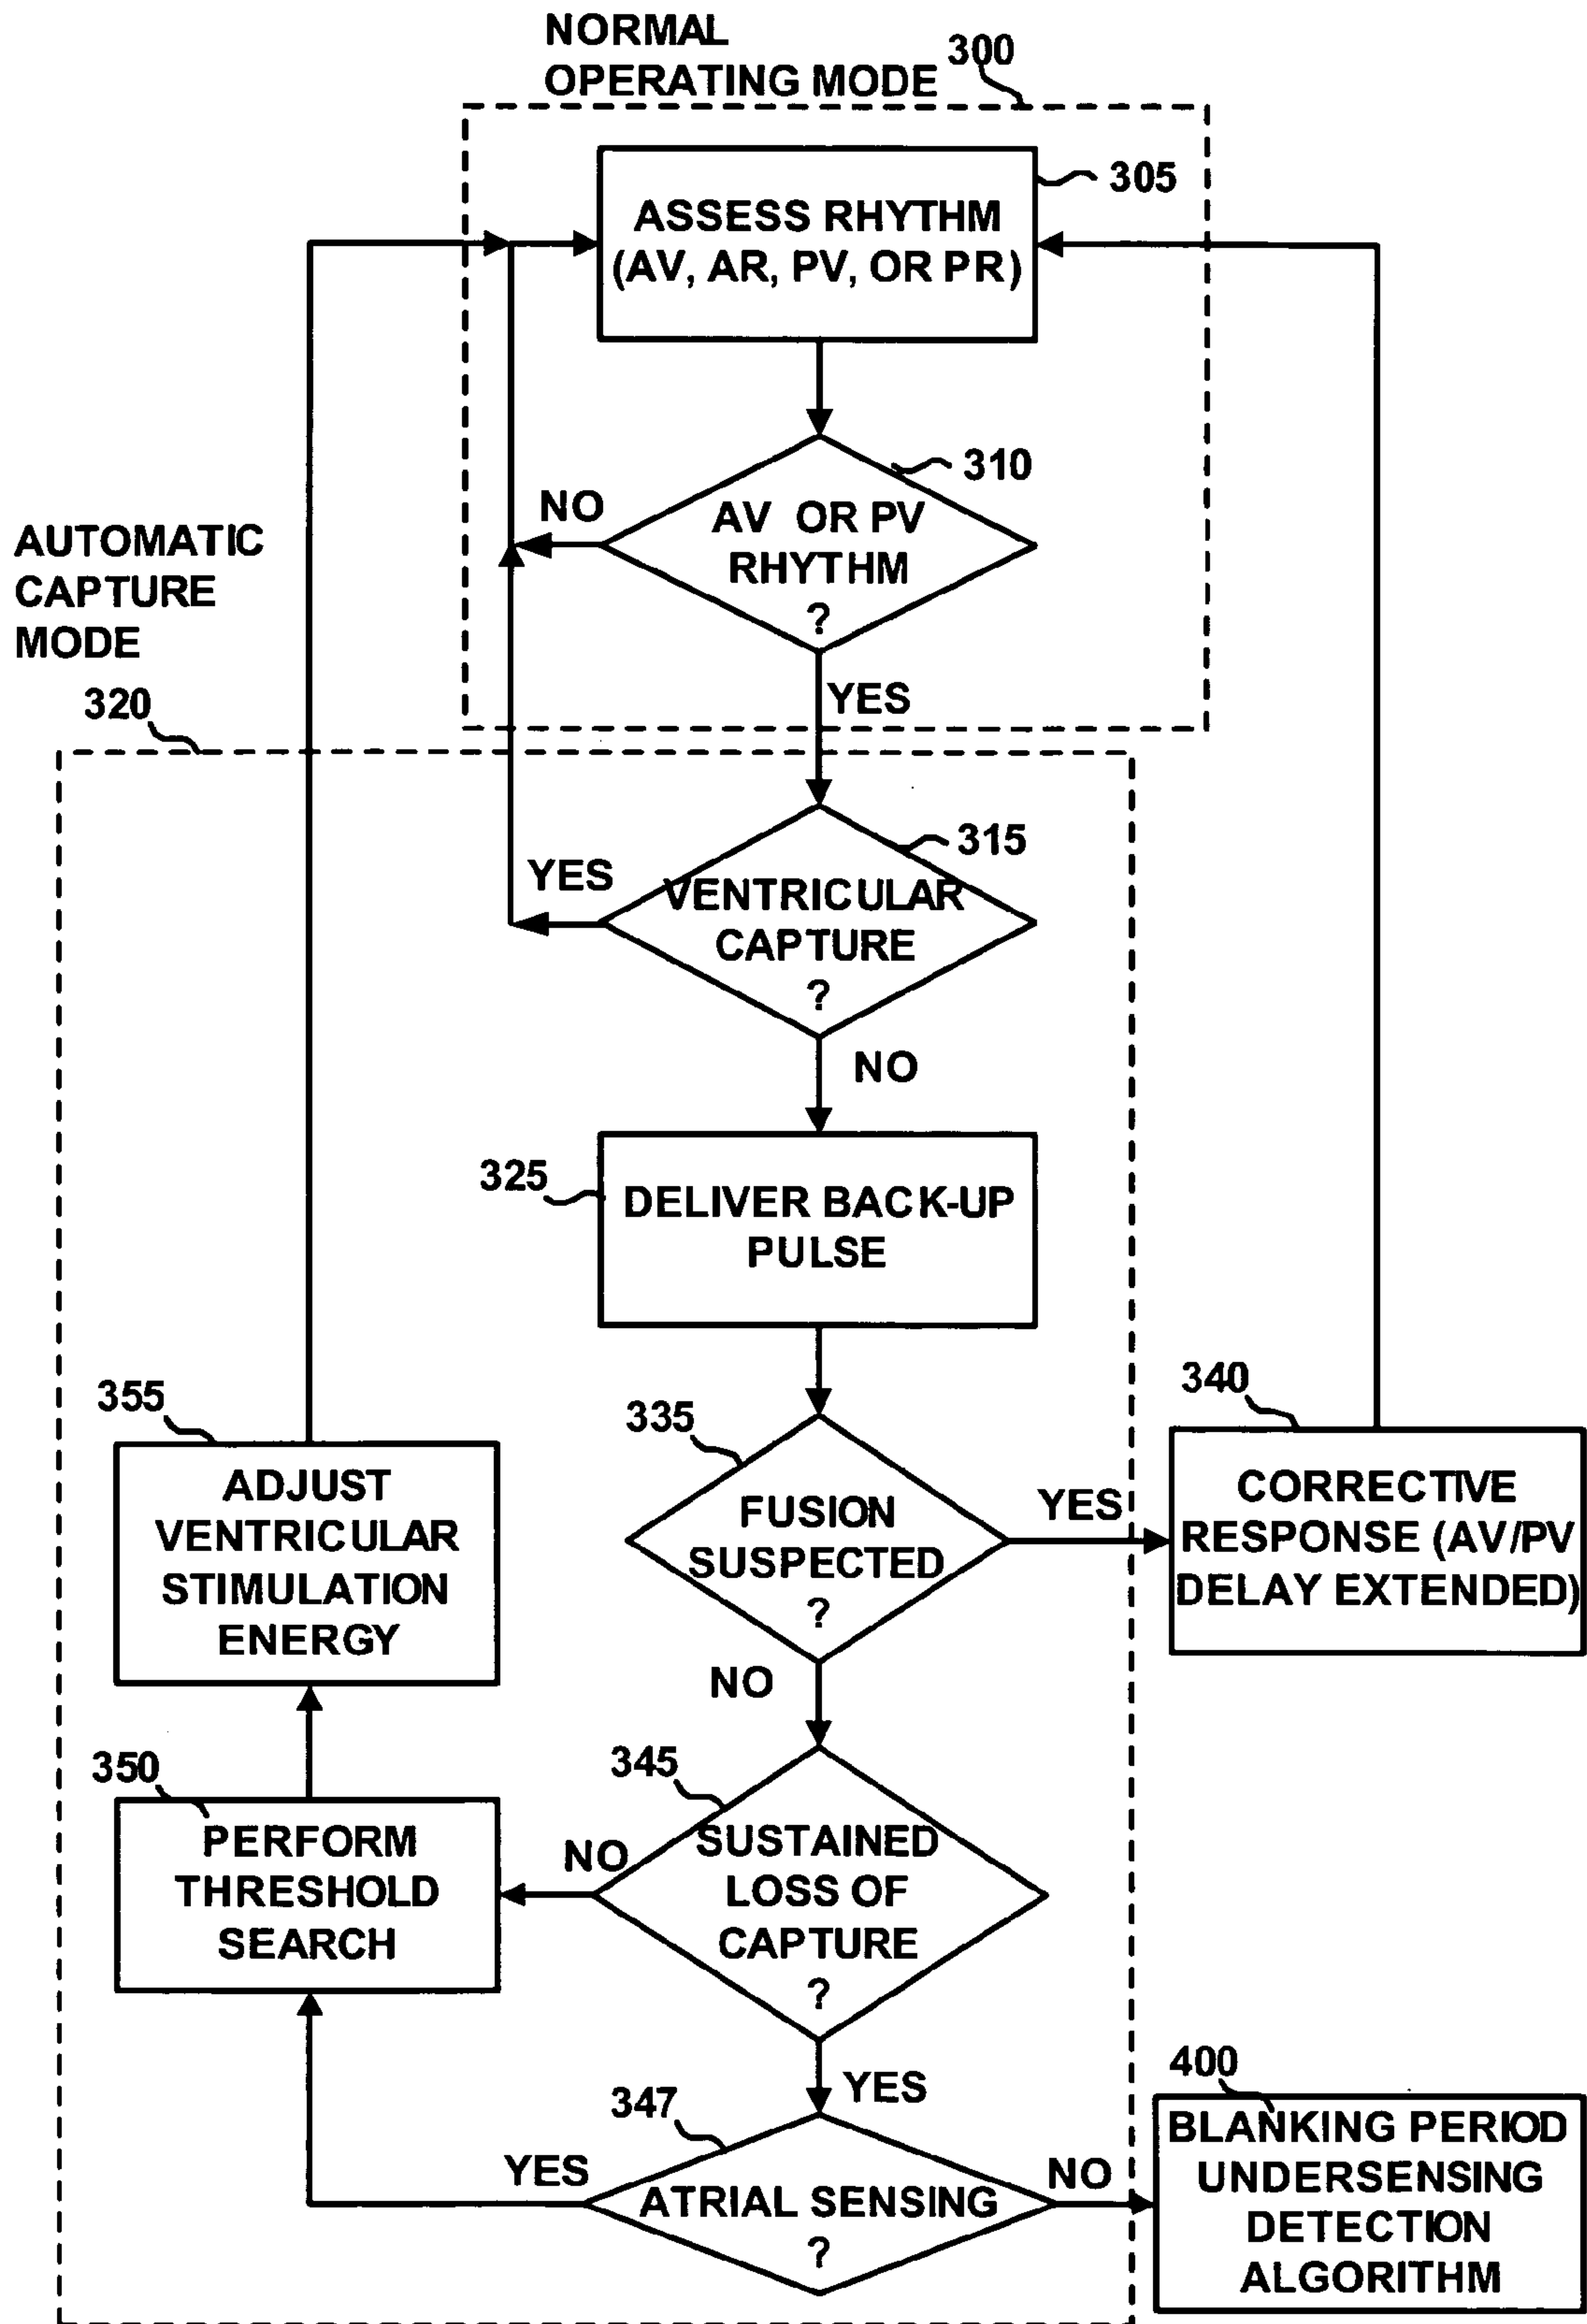 NORMAL
OPERATING MODE 300
305
ASSESS RHYTHM
(AV, AR, PV, OR PR)
310
NO
AV OR PV
RHYTHM
?
AUTOMATIC
CAPTURE
MODE
320
YES
315
YES
VENTRICULAR
CAPTURE
?
NO
325
DELIVER BACK-UP
PULSE
355
335
340
ADJUST
VENTRICULAR
STIMULATION
ENERGY
FUSION
SUSPECTED
?
YES
CORRECTIVE
RESPONSE (AV/PV
DELAY EXTENDED)
NO
350
345
PERFORM
THRESHOLD
SEARCH
NO
SUSTAINED
LOSS OF
CAPTURE
?
YES
347
400
YES
ATRIAL SENSING
?
NO
BLANKING PERIOD
UNDERSENSING
DETECTION
ALGORITHM